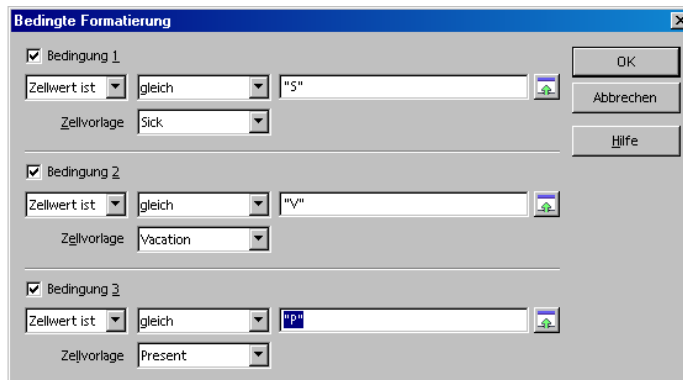 Bedingte Formatierung
Bedingung 1
OK
Zellwert ist gleich "S"
Abbrechen
Zellvorlage Sick
Hilfe
Bedingung 2
Zellwert ist gleich "V"
Zellvorlage Vacation
Bedingung 3
Zellwert ist gleich "P"
Zellvorlage Present